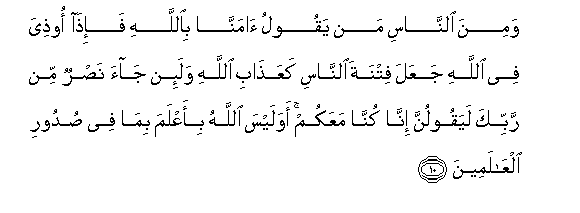 وَمِنَ ٱلنَّاسِ مَن يَقُولُ ءَامَنَّا بِٱللَّهِ فَإِذَآ أُوذِىَ
فِى ٱللَّهِ جَعَلَ فِتْنَةَ ٱلنَّاسِ كَعَذَابِ ٱللَّهِ وَلَئِن جَآءَ نَصْرٌ مِّن
رَّبِّكَ لَيَقُولُنَّ إِنَّا كُنَّا مَعَكُمْ ۚ أَوَلَيْسَ ٱللَّهُ بِأَعْلَمَ بِمَا فِى صُدُورِ
ٱلْعَٰلَمِينَ ۝١٠